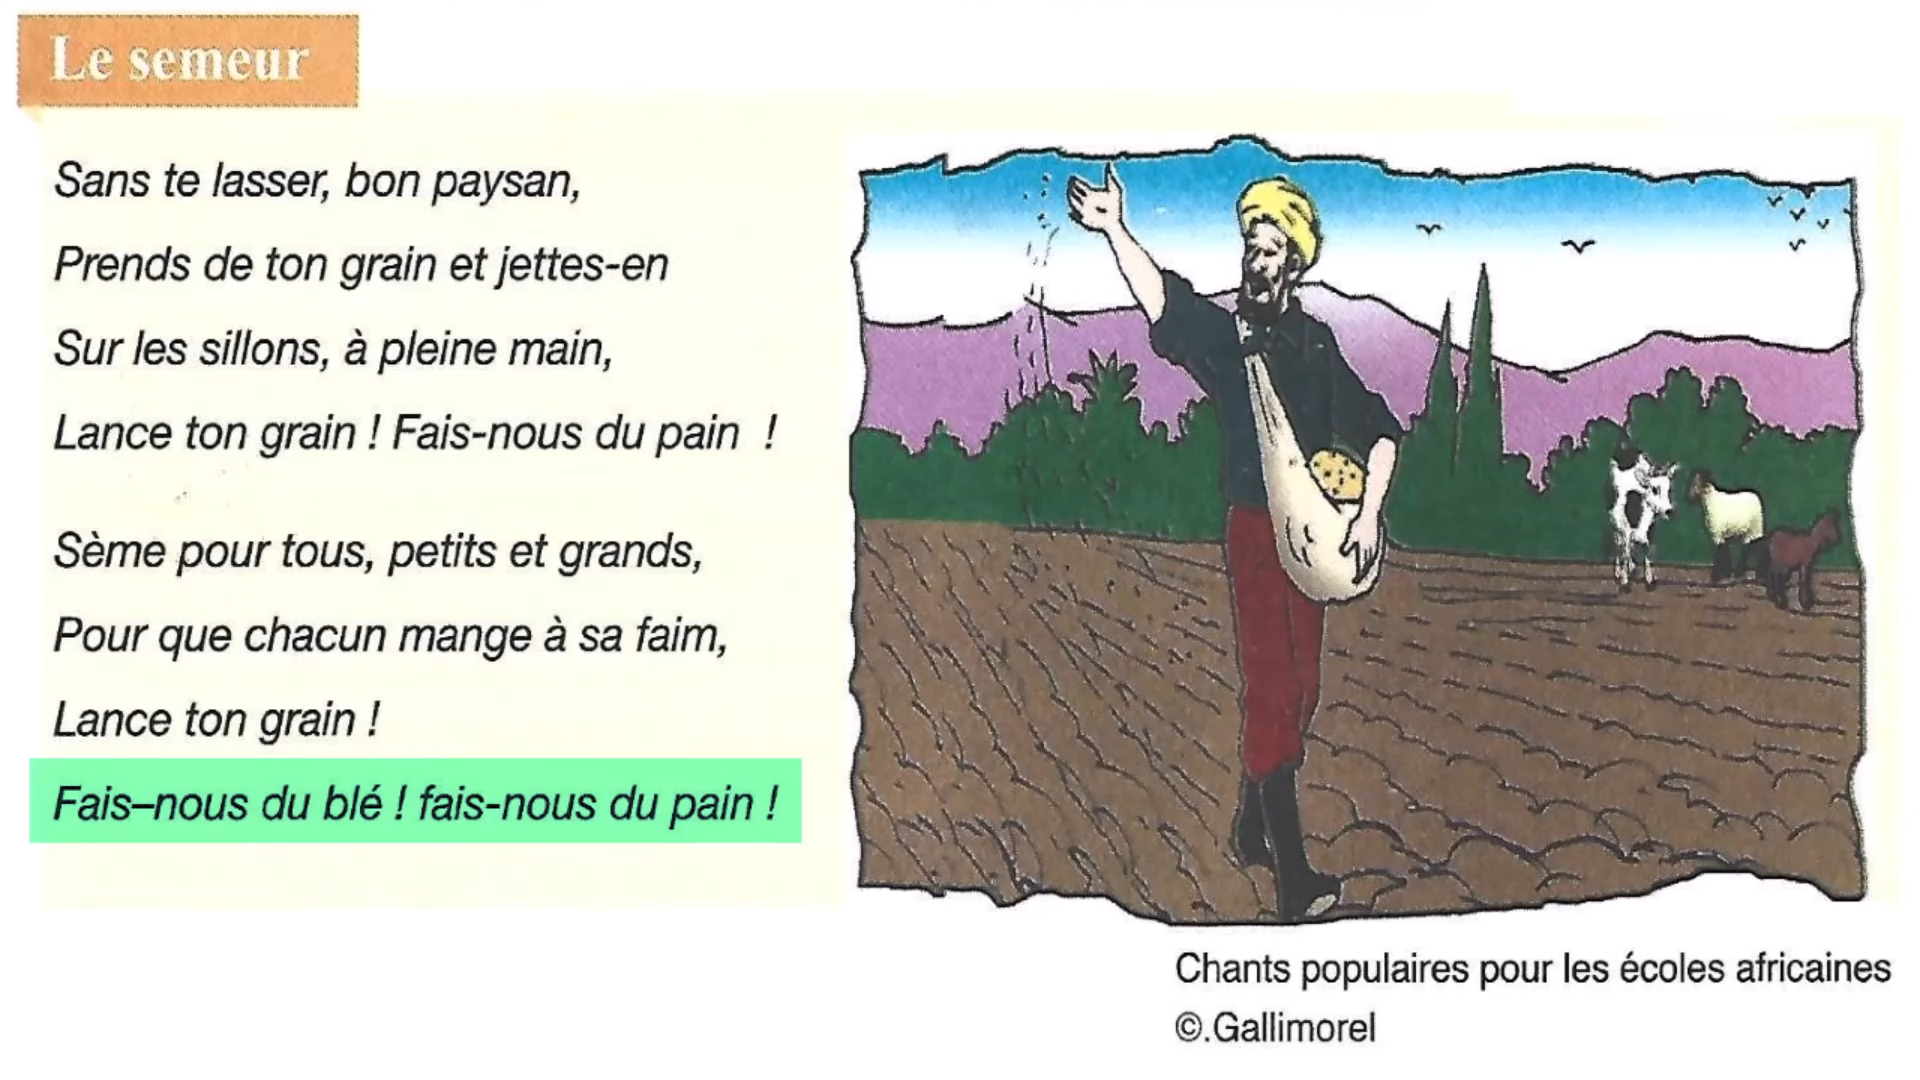 Le semeur
Sans te lasser, bon paysan,
Prends de ton grain et jettes-en
Sur les sillons, à pleine main,
Lance ton grain ! Fais-nous du pain !
Sème pour tous, petits et grands,
Pour que chacun mange à sa faim,
Lance ton grain !
Fais–nous du blé ! fais-nous du pain !
Chants populaires pour les écoles africaines
©.Gallimorel